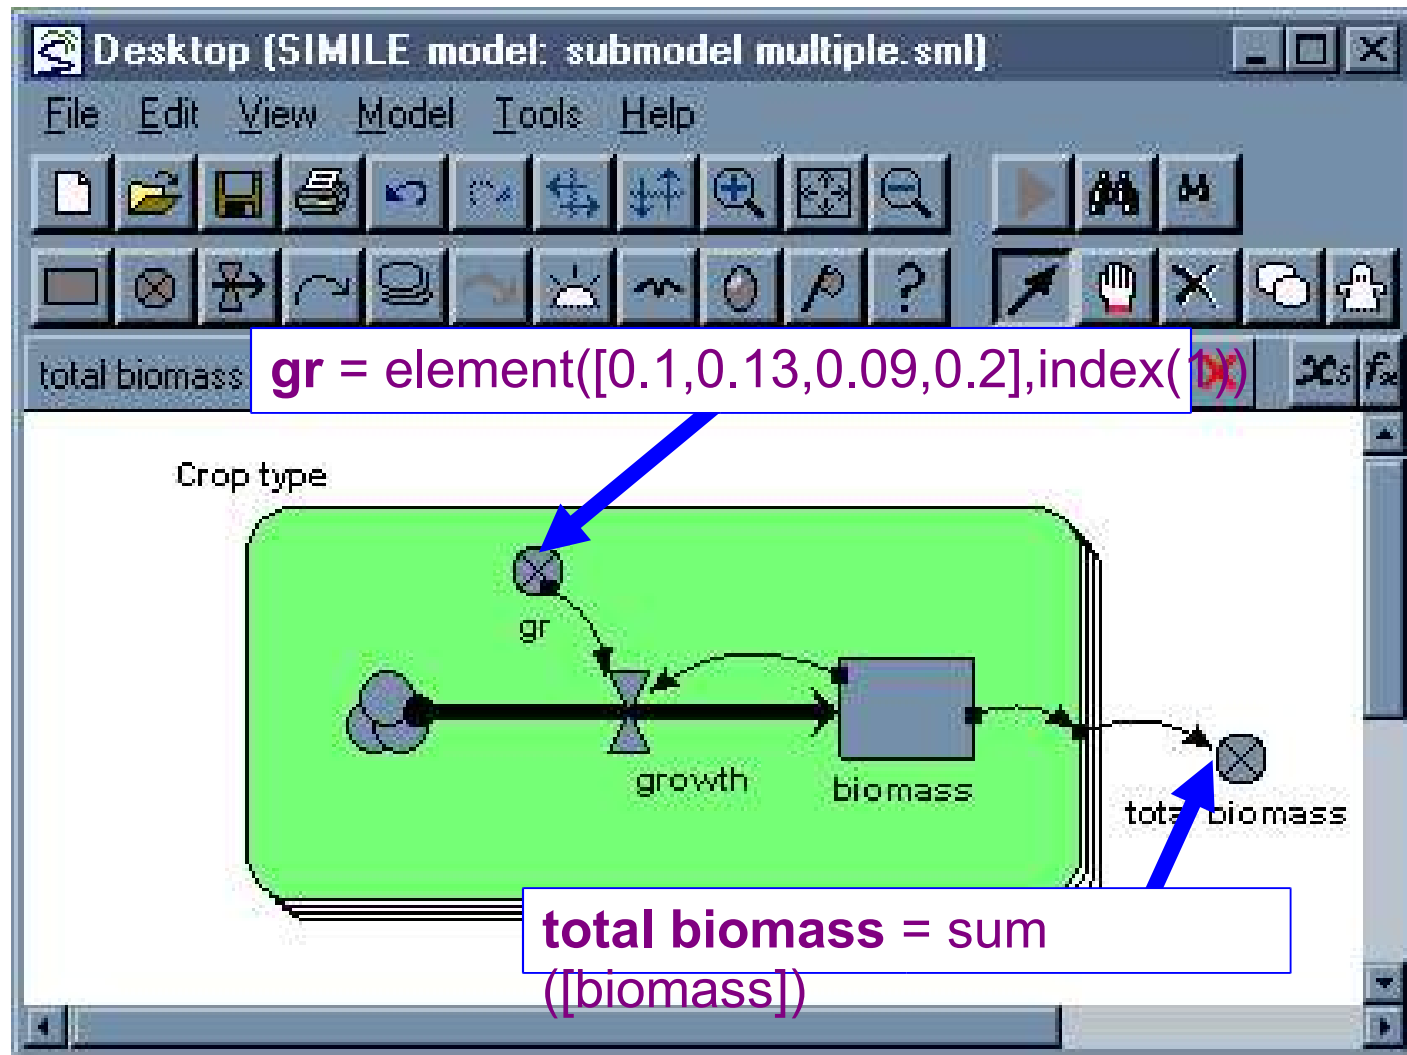 Desktop (SIMILE model: submodel multiple.sml)
File Edit View Model Tools Help
?
total biomass
gr = element([0.1,0.13,0.09,0.2],index(1))
Crop type
gr
growth
biomass
total biomass
total biomass = sum
([biomass])